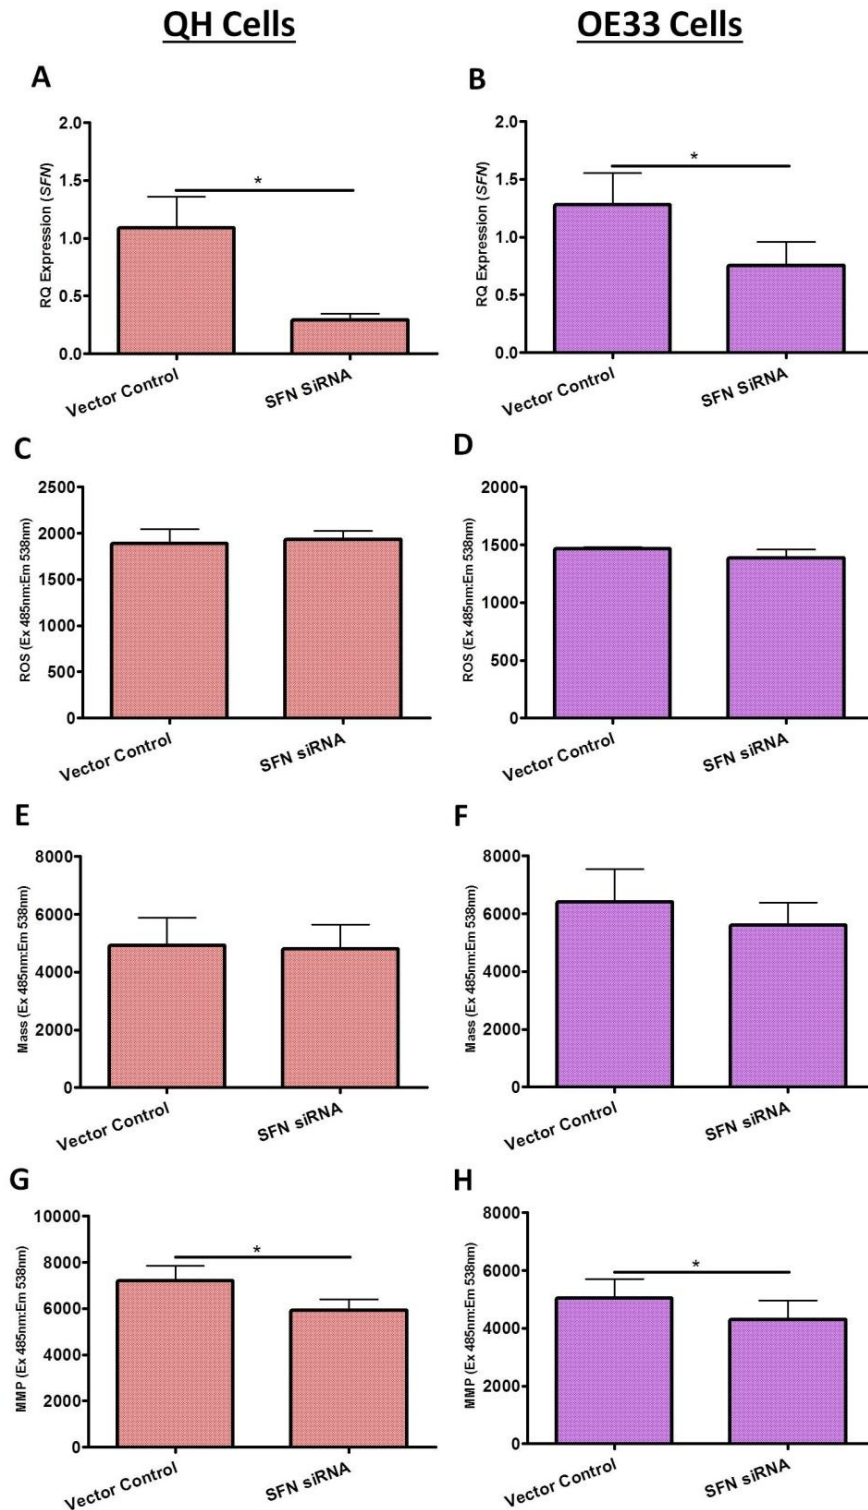 QH Cells
OE33 Cells
A
B
RQ Expression (SFN)
2.0
1.5
1.0
0.5
0.0
*
Vector Control
SFN SiRNA
RQ Expression (SFN)
2.0
1.5
1.0
0.5
0.0
*
Vector Control
SFN SiRNA
C
D
ROS (Ex 485nm:Em 538nm)
2500
2000
1500
1000
500
0
Vector Control
SFN siRNA
ROS (Ex 485nm:Em 538nm)
2000
1500
1000
500
0
Vector Control
SFN siRNA
E
F
Mass (Ex 485nm:Em 538nm)
8000
6000
4000
2000
0
Vector Control
SFN siRNA
Mass (Ex 485nm:Em 538nm)
8000
6000
4000
2000
0
Vector Control
SFN siRNA
G
H
MMP (Ex 485nm:Em 538nm)
10000
8000
6000
4000
2000
0
*
Vector Control
SFN siRNA
MMP (Ex 485nm:Em 538nm)
8000
6000
4000
2000
0
*
Vector Control
SFN siRNA